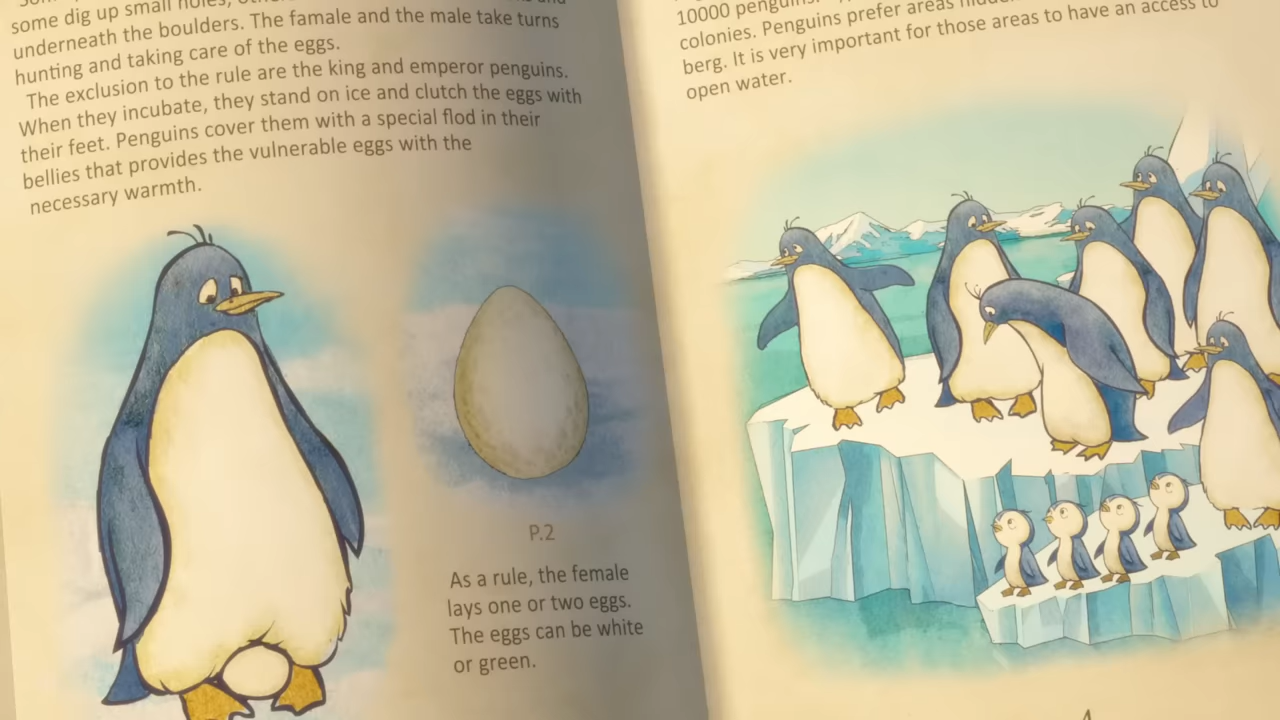 some dig up small holes,
underneath the boulders. The famale and the male take turns
hunting and taking care of the eggs.
The exclusion to the rule are the king and emperor penguins.
When they incubate, they stand on ice and clutch the eggs with
their feet. Penguins cover them with a special flod in their
bellies that provides the vulnerable eggs with the
necessary warmth.
P.2
As a rule, the female
lays one or two eggs.
The eggs can be white
or green.
10000 penguins.
colonies. Penguins prefer areas
berg. It is very important for those areas to have an access to
open water.